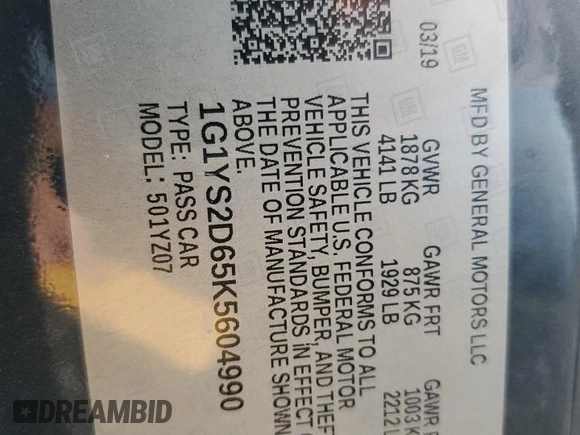 MFD BY GENERAL MOTORS LLC
03/19
GVWR GAWR FRT GAWR
1878 KG 875 KG 1003
4141 LB 1929 LB 2212
THIS VEHICLE CONFORMS TO ALL
APPLICABLE U.S. FEDERAL MOTOR
VEHICLE SAFETY, BUMPER, AND THEFT
PREVENTION STANDARDS IN EFFECT
THE DATE OF MANUFACTURE SHOWN
ABOVE.
1G1YS2D65K5604990
TYPE: PASS CAR
MODEL: 501YZ07
GM
DREAMBID